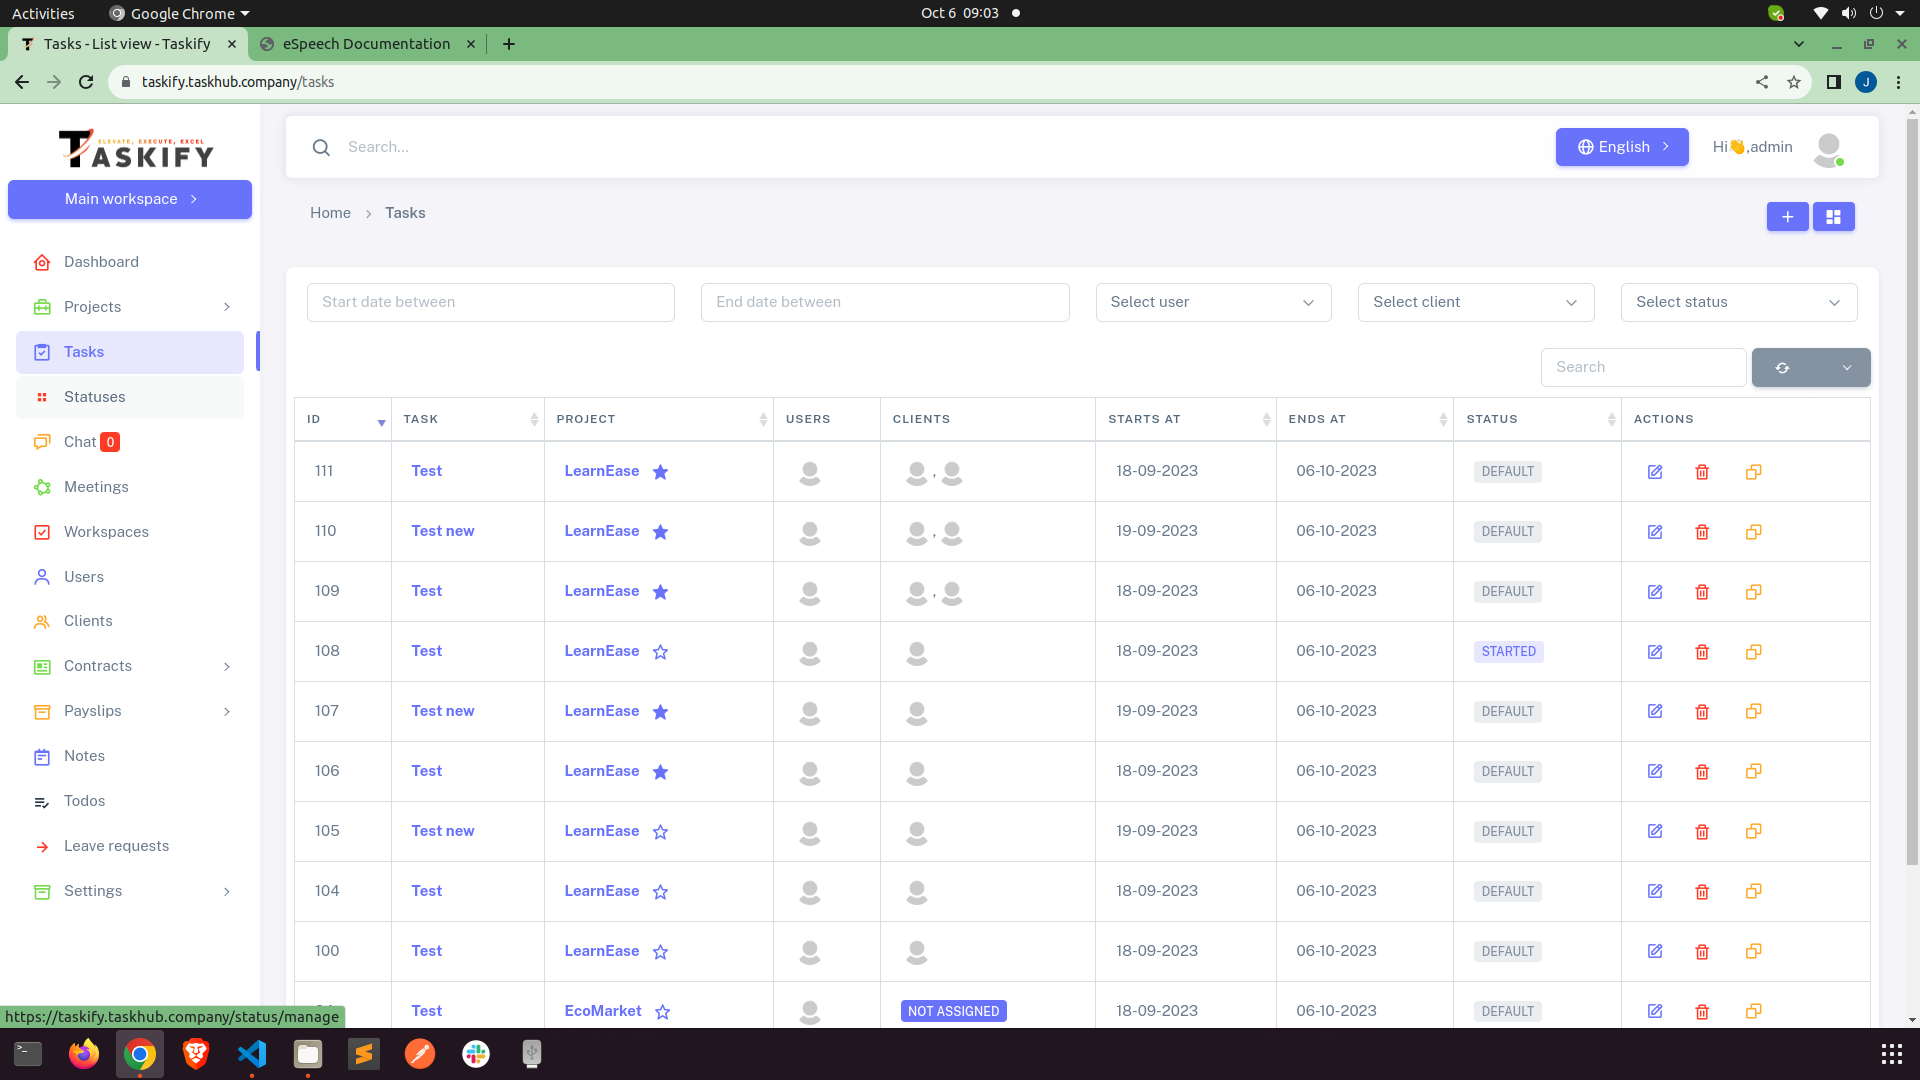 Activities Google Chrome Oct 6 09:03
Tasks - List view - Taskify eSpeech Documentation
taskify.taskhub.company/tasks J
ELEVATE, EXECUTE, EXCEL
TASKIFY
Search... English Hi👋,admin
Main workspace
Home Tasks
Dashboard
Projects
Tasks
Statuses
Chat 0
Meetings
Workspaces
Users
Clients
Contracts
Payslips
Notes
Todos
Leave requests
Settings
Start date between End date between Select user Select client Select status
Search
ID TASK PROJECT USERS CLIENTS STARTS AT ENDS AT STATUS ACTIONS
111 Test LearnEase , 18-09-2023 06-10-2023 DEFAULT
110 Test new LearnEase , 19-09-2023 06-10-2023 DEFAULT
109 Test LearnEase , 18-09-2023 06-10-2023 DEFAULT
108 Test LearnEase 18-09-2023 06-10-2023 STARTED
107 Test new LearnEase 19-09-2023 06-10-2023 DEFAULT
106 Test LearnEase 18-09-2023 06-10-2023 DEFAULT
105 Test new LearnEase 19-09-2023 06-10-2023 DEFAULT
104 Test LearnEase 18-09-2023 06-10-2023 DEFAULT
100 Test LearnEase 18-09-2023 06-10-2023 DEFAULT
Test EcoMarket NOT ASSIGNED 18-09-2023 06-10-2023 DEFAULT
https://taskify.taskhub.company/status/manage